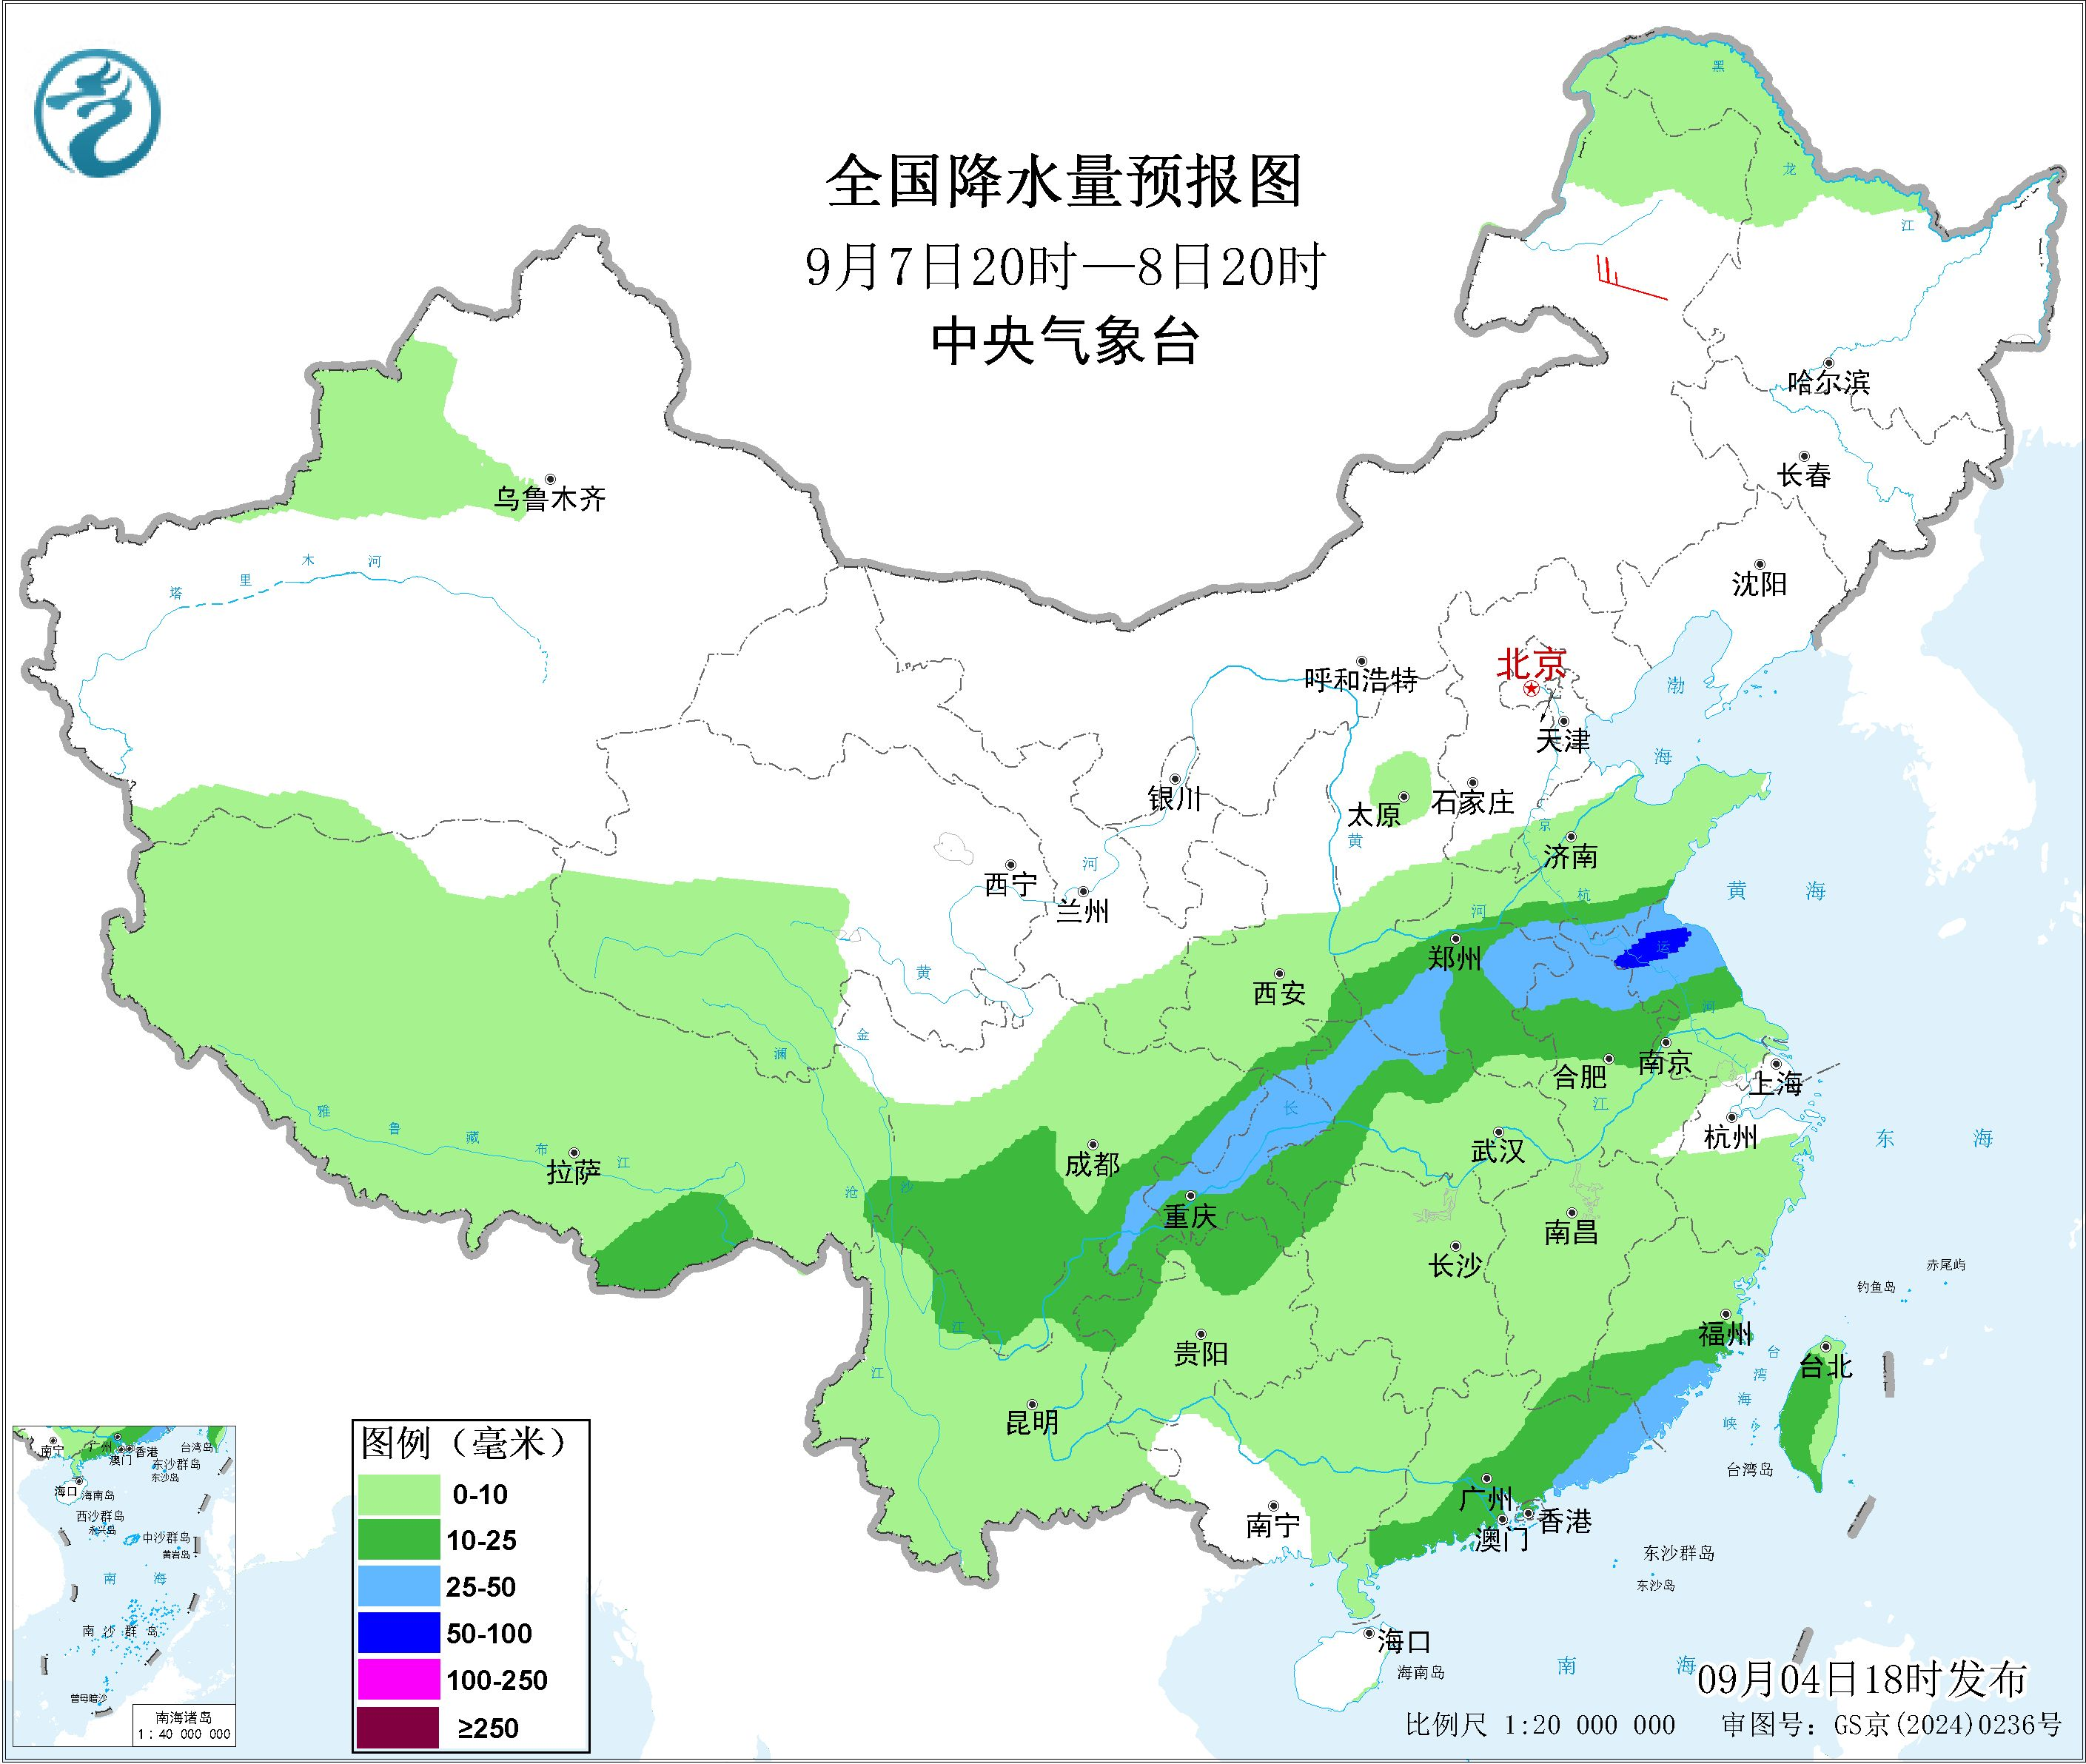 全国降水量预报图
9月7日20时—8日20时
中央气象台
黑
龙
江
哈尔滨
长春
沈阳
乌鲁木齐
塔 里 木 河
呼和浩特
北京
天津
渤
海
银川
太原
石家庄
黄
京
济南
杭
河
西宁
兰州
河
黄 海
郑州
运
西安
黄
河
金
澜
南京
合肥
上海
江
长
杭州
东 海
武汉
雅 鲁 藏 布 江
拉萨
成都
沧
沙
重庆
南昌
长沙
赤尾屿
钓鱼岛
福州
台
湾
海
峡
台北
江
贵阳
江
昆明
台湾岛
广州
香港
澳门
南宁
东沙群岛
东沙岛
海口
海南岛
南 海
图例（毫米）
0-10
10-25
25-50
50-100
100-250
≥250
南宁
广州
香港
澳门
台湾岛
东沙群岛
东沙岛
海口
海南岛
西沙群岛
永兴岛
中沙群岛
黄岩岛
南 海
南 沙 群 岛
曾母暗沙
南海诸岛
1：40 000 000
09月04日18时发布
比例尺 1:20 000 000 审图号：GS京(2024)0236号